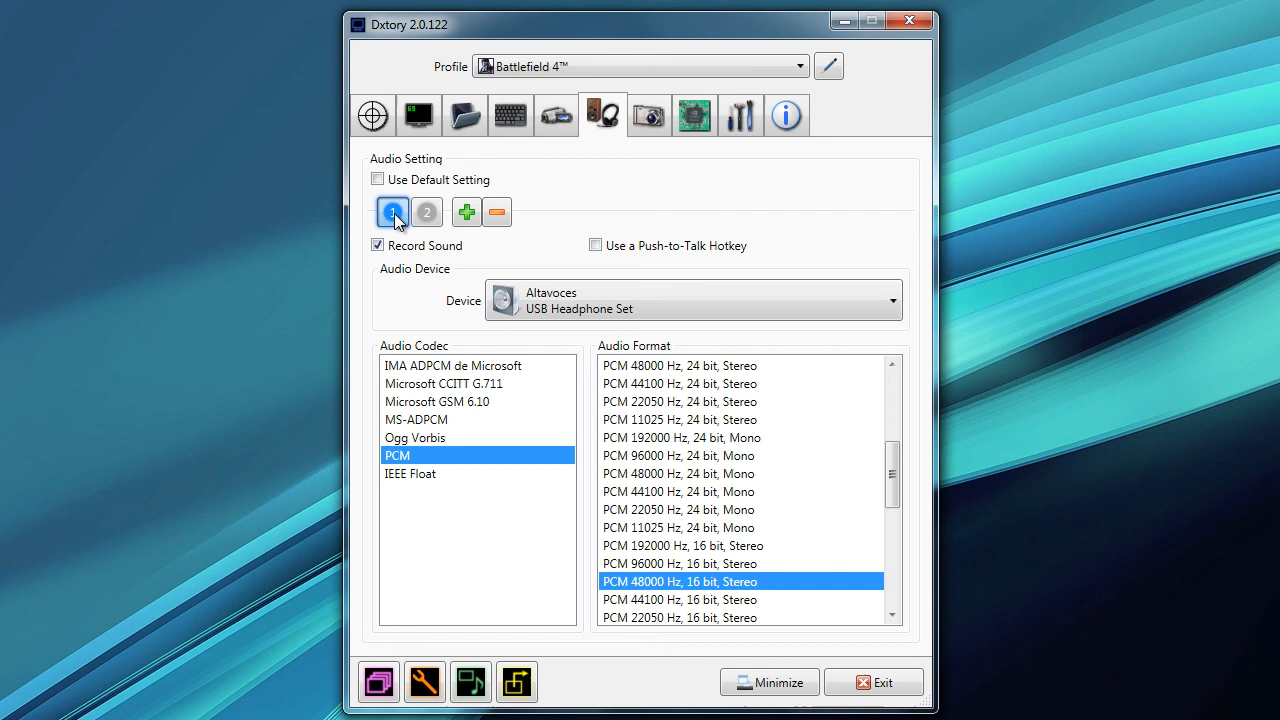 Dxtory 2.0.122
Profile
Battlefield 4™
69
Audio Setting
Use Default Setting
1 2
Record Sound
Use a Push-to-Talk Hotkey
Audio Device
Device
Altavoces
USB Headphone Set
Audio Codec
IMA ADPCM de Microsoft
Microsoft CCITT G.711
Microsoft GSM 6.10
MS-ADPCM
Ogg Vorbis
PCM
IEEE Float
Audio Format
PCM 48000 Hz, 24 bit, Stereo
PCM 44100 Hz, 24 bit, Stereo
PCM 22050 Hz, 24 bit, Stereo
PCM 11025 Hz, 24 bit, Stereo
PCM 192000 Hz, 24 bit, Mono
PCM 96000 Hz, 24 bit, Mono
PCM 48000 Hz, 24 bit, Mono
PCM 44100 Hz, 24 bit, Mono
PCM 22050 Hz, 24 bit, Mono
PCM 11025 Hz, 24 bit, Mono
PCM 192000 Hz, 16 bit, Stereo
PCM 96000 Hz, 16 bit, Stereo
PCM 48000 Hz, 16 bit, Stereo
PCM 44100 Hz, 16 bit, Stereo
PCM 22050 Hz, 16 bit, Stereo
Minimize
Exit